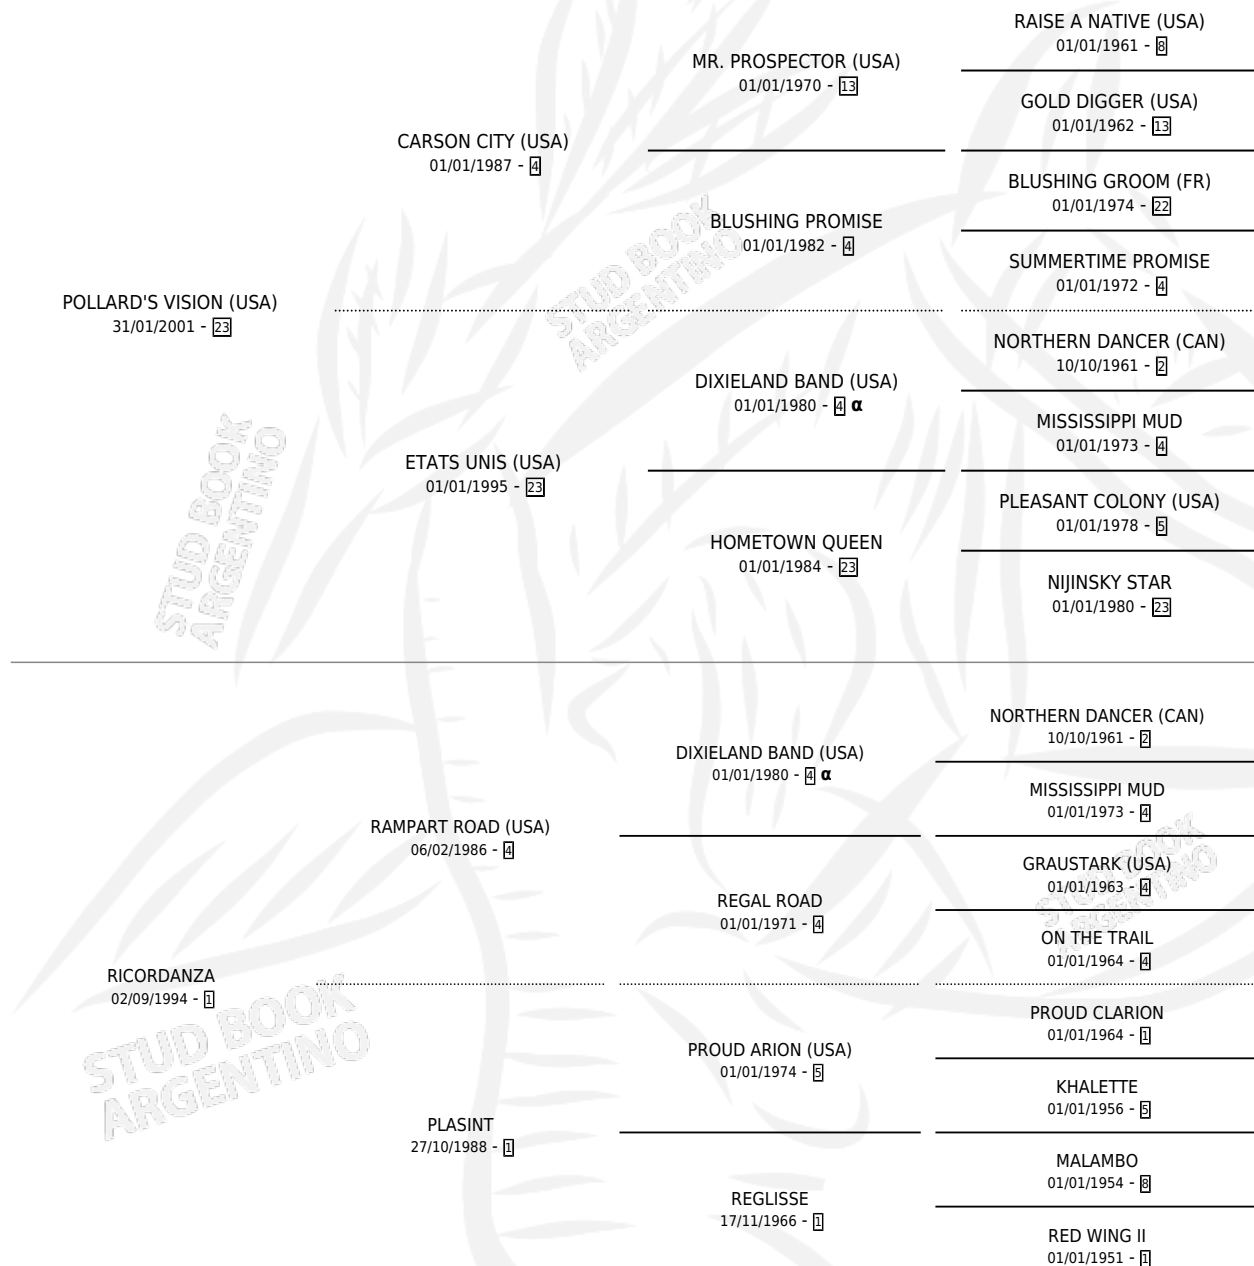 RAISE A NATIVE (USA)
01/01/1961 - 8
MR. PROSPECTOR (USA)
01/01/1970 - 13
GOLD DIGGER (USA)
01/01/1962 - 13
CARSON CITY (USA)
01/01/1987 - 4
BLUSHING GROOM (FR)
01/01/1974 - 22
BLUSHING PROMISE
01/01/1982 - 4
SUMMERTIME PROMISE
01/01/1972 - 4
POLLARD'S VISION (USA)
31/01/2001 - 23
NORTHERN DANCER (CAN)
10/10/1961 - 2
DIXIELAND BAND (USA)
01/01/1980 - 4 α
MISSISSIPPI MUD
01/01/1973 - 4
ETATS UNIS (USA)
01/01/1995 - 23
PLEASANT COLONY (USA)
01/01/1978 - 5
HOMETOWN QUEEN
01/01/1984 - 23
NIJINSKY STAR
01/01/1980 - 23
NORTHERN DANCER (CAN)
10/10/1961 - 2
DIXIELAND BAND (USA)
01/01/1980 - 4 α
MISSISSIPPI MUD
01/01/1973 - 4
RAMPART ROAD (USA)
06/02/1986 - 4
GRAUSTARK (USA)
01/01/1963 - 4
REGAL ROAD
01/01/1971 - 4
ON THE TRAIL
01/01/1964 - 4
RICORDANZA
02/09/1994 - 1
PROUD CLARION
01/01/1964 - 1
PROUD ARION (USA)
01/01/1974 - 5
KHALETTE
01/01/1956 - 5
PLASINT
27/10/1988 - 1
MALAMBO
01/01/1954 - 8
REGLISSE
17/11/1966 - 1
RED WING II
01/01/1951 - 1
STUD BOOK
ARGENTINO
STUD BOOK
ARGENTINO
STUD BOOK
ARGENTINO
STUD BOOK
ARGENTINO